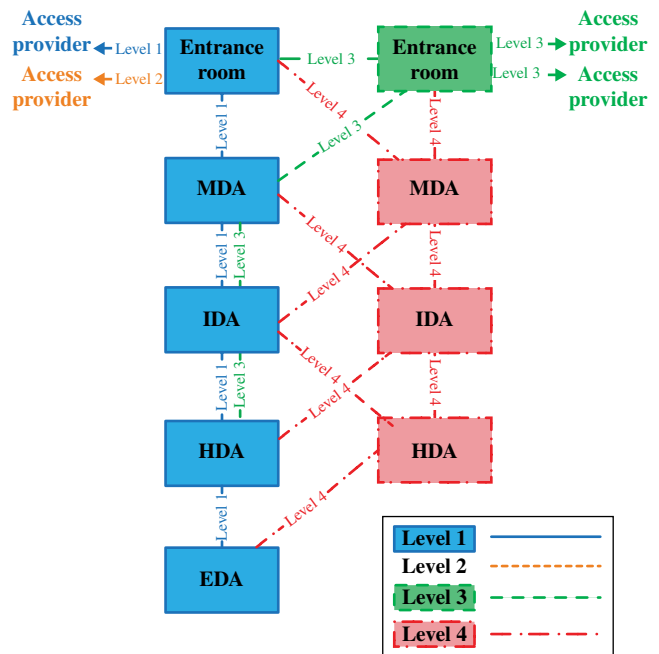 Access
provider
Level 1
Access
provider
Level 2
Entrance
room
Level 3
Entrance
room
Level 3
Access
provider
Level 3
Access
provider
Level 1
Level 4
Level 3
Level 4
MDA
MDA
Level 1
Level 3
Level 4
Level 4
Level 4
IDA
IDA
Level 1
Level 3
Level 4
Level 4
Level 4
HDA
HDA
Level 1
Level 4
EDA
Level 1
Level 2
Level 3
Level 4